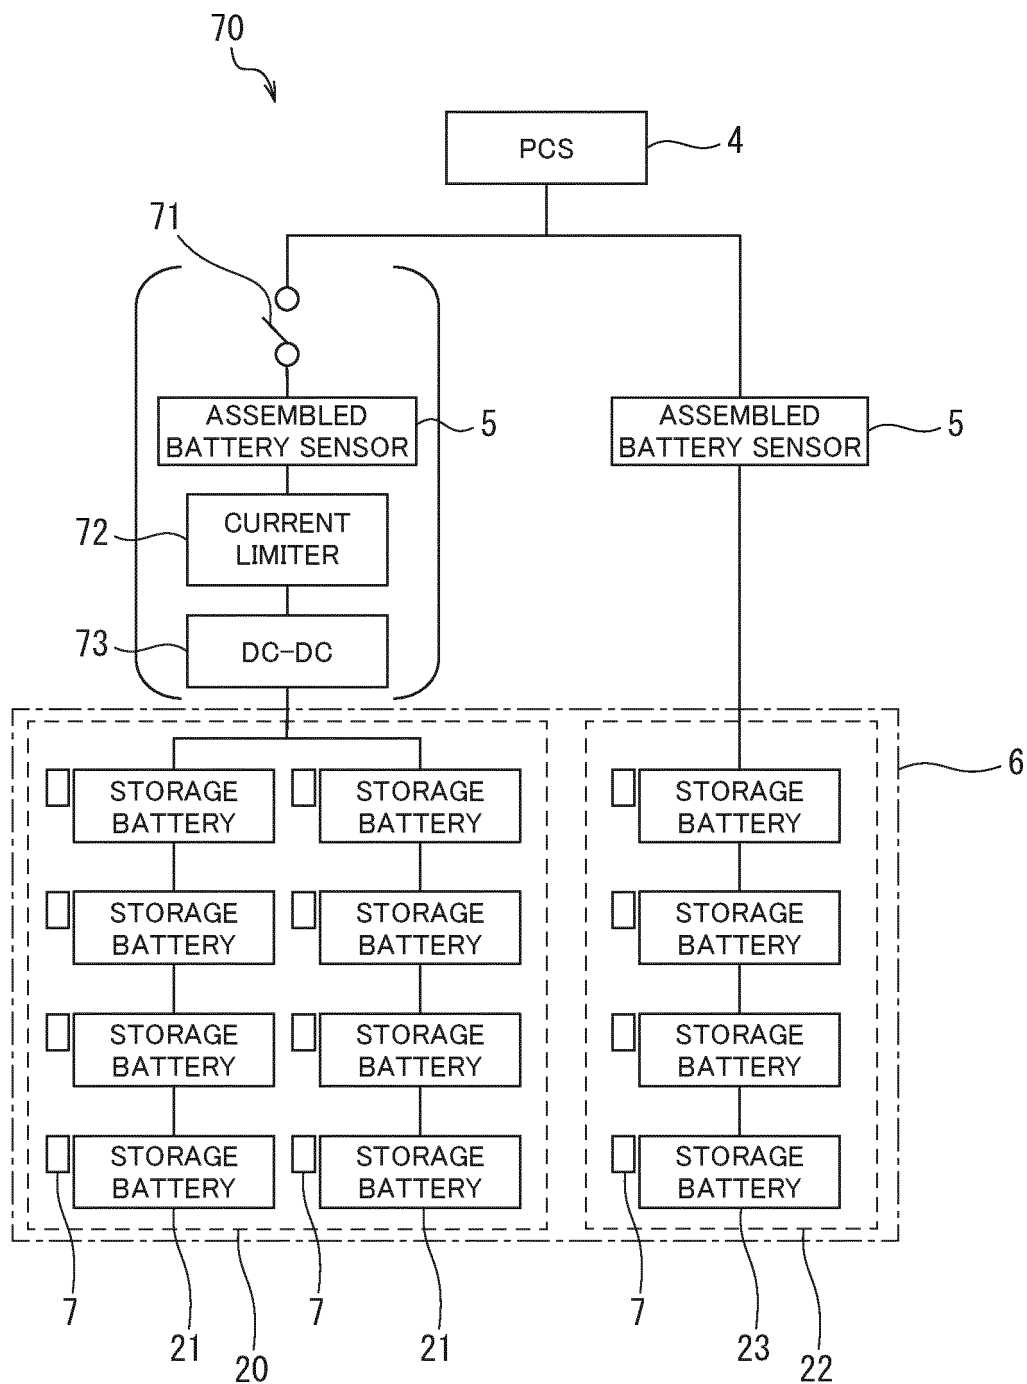 70
PCS
4
71
ASSEMBLED
BATTERY SENSOR
5
ASSEMBLED
BATTERY SENSOR
5
72
CURRENT
LIMITER
73
DC-DC
6
STORAGE
BATTERY
STORAGE
BATTERY
STORAGE
BATTERY
STORAGE
BATTERY
STORAGE
BATTERY
STORAGE
BATTERY
STORAGE
BATTERY
STORAGE
BATTERY
STORAGE
BATTERY
STORAGE
BATTERY
STORAGE
BATTERY
STORAGE
BATTERY
7
21
20
7
21
7
23
22